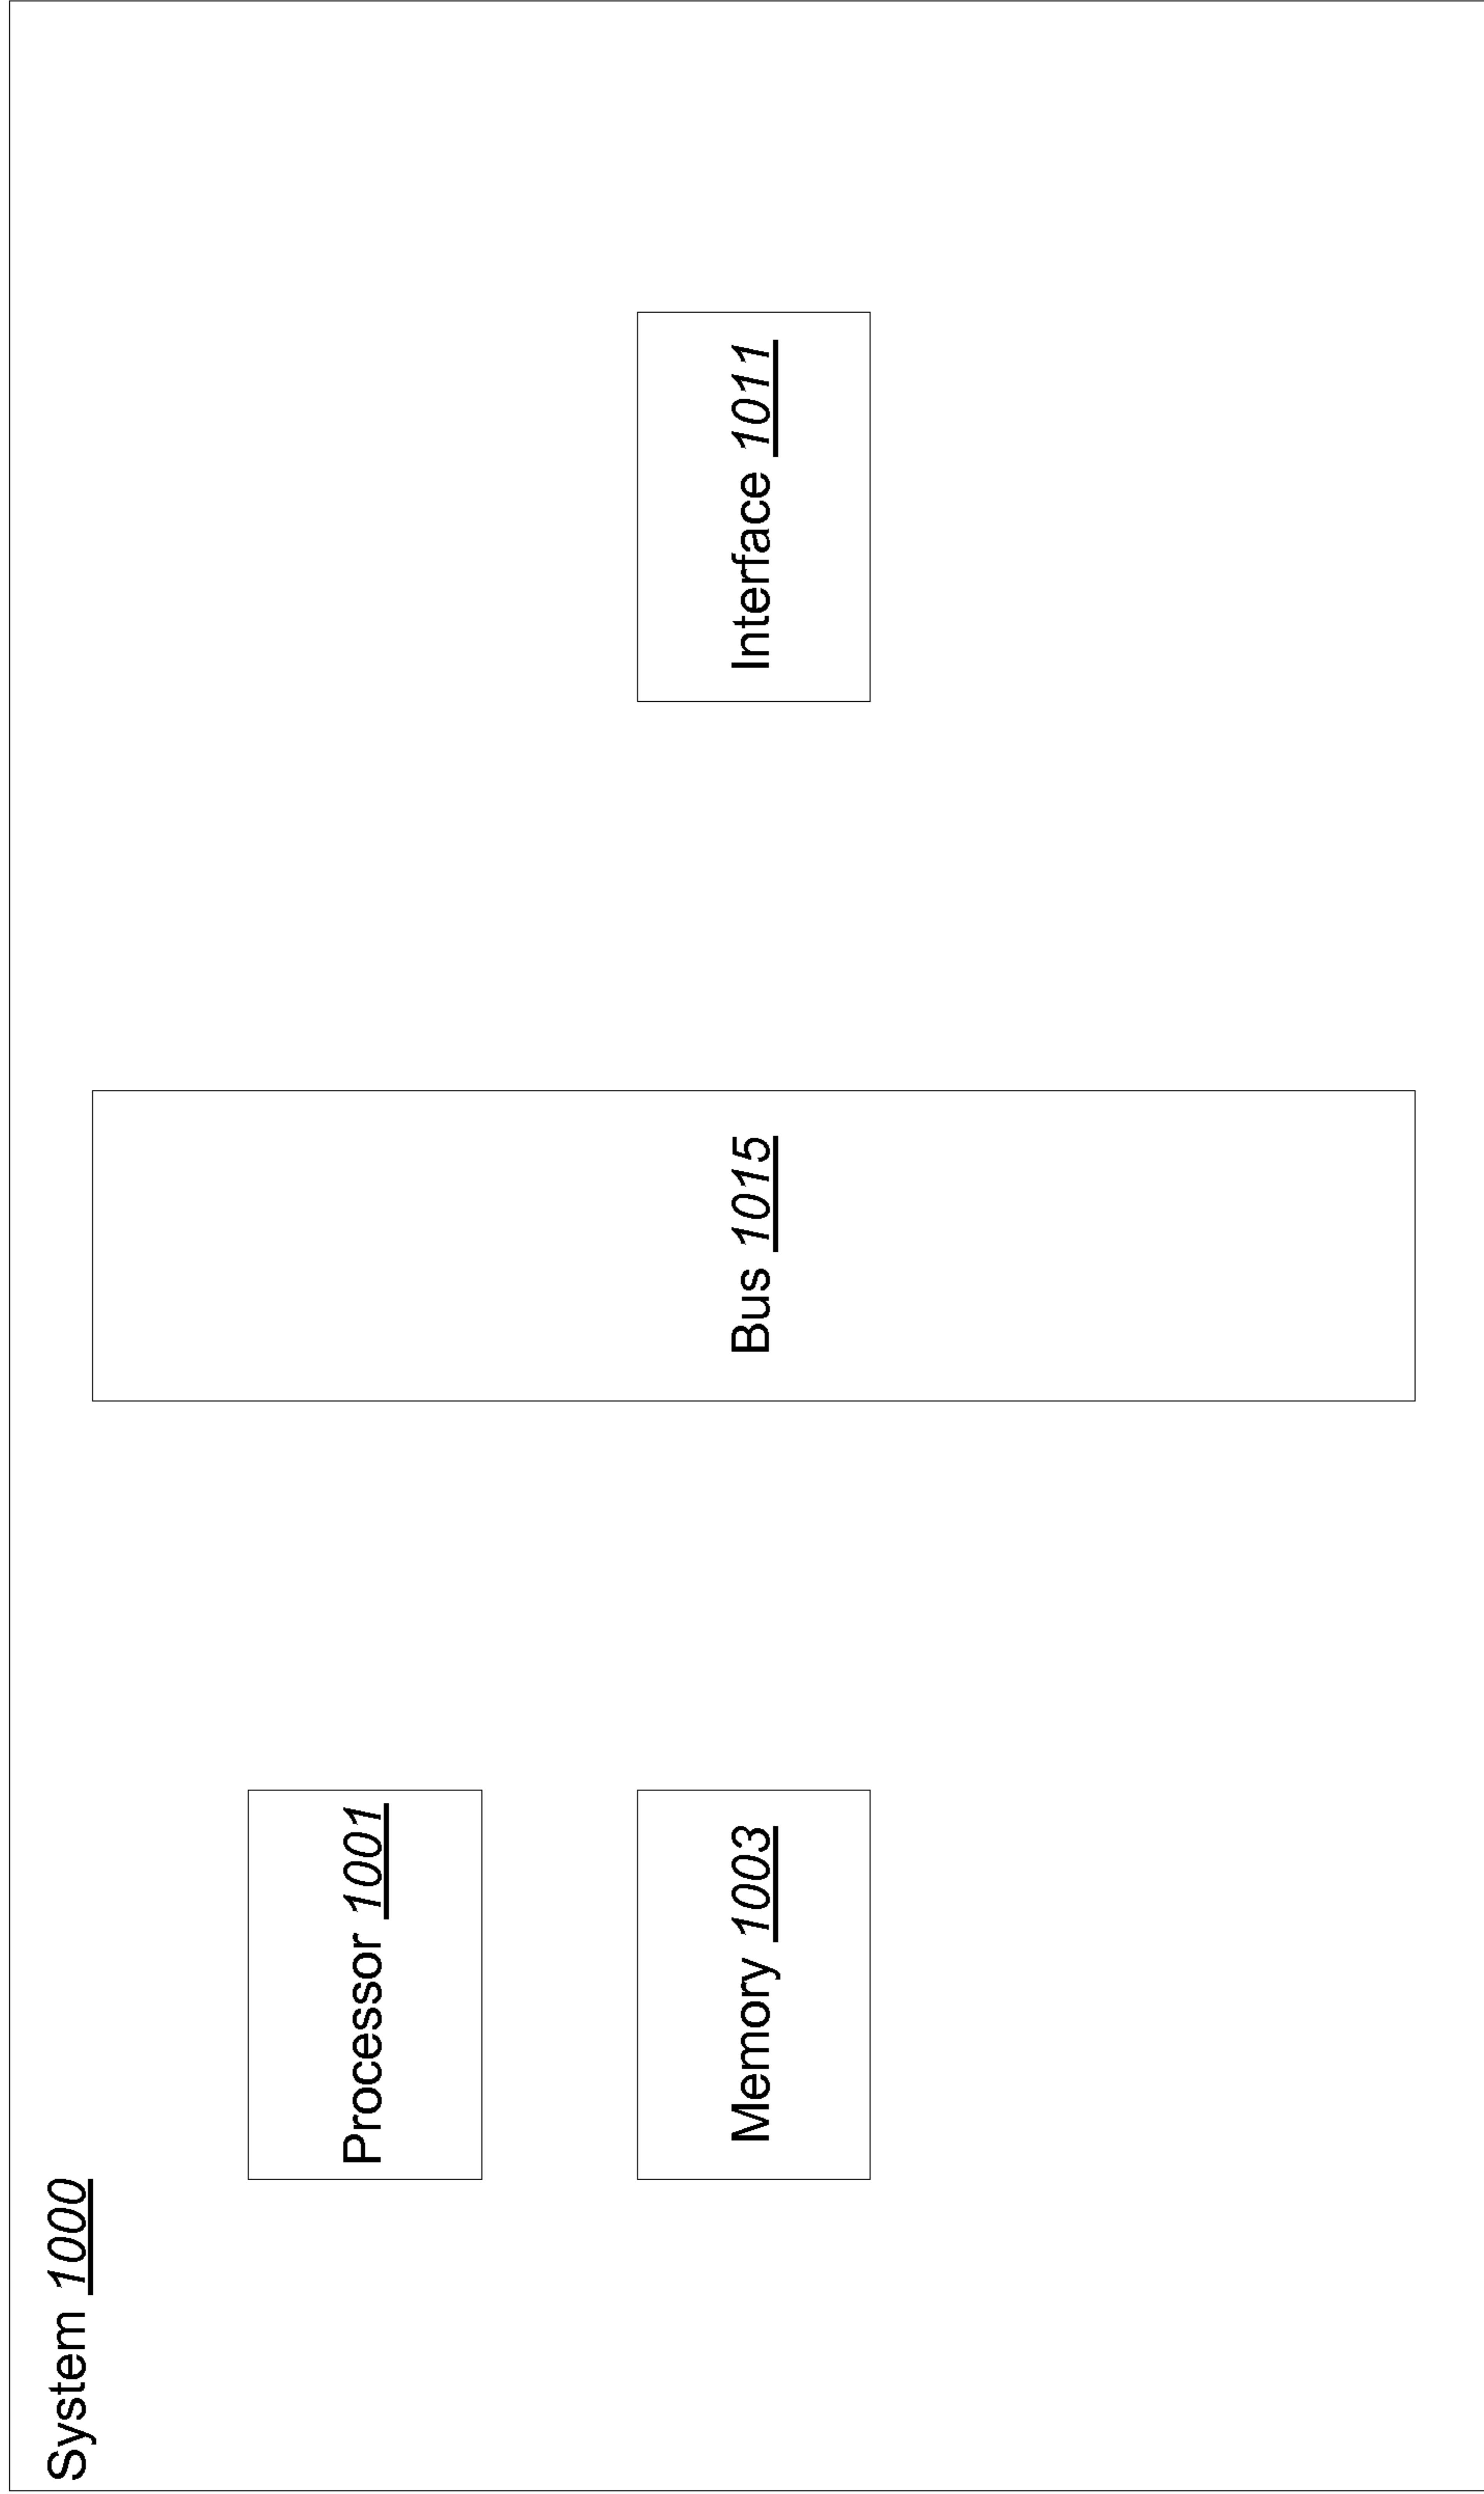 System 1000
Processor 1001
Memory 1003
Bus 1015
Interface 1011